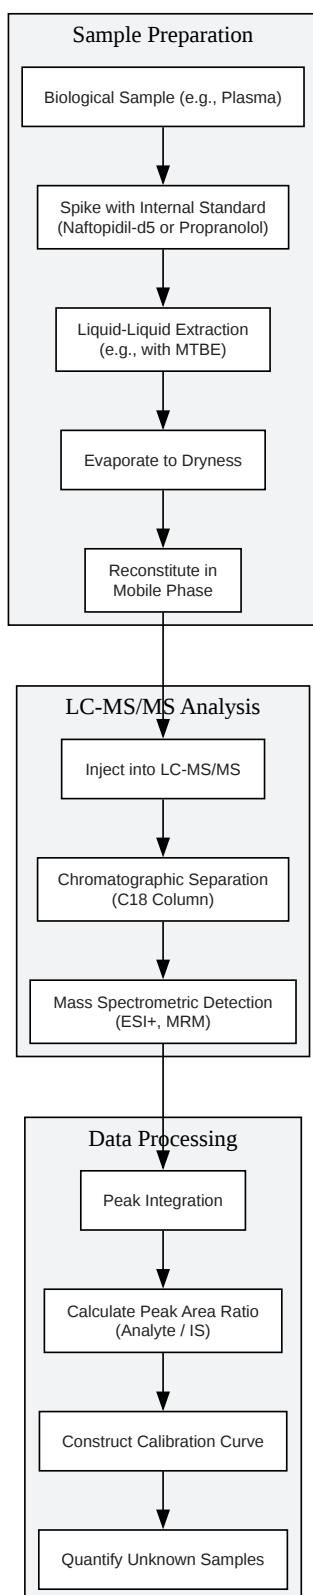 Sample Preparation
Biological Sample (e.g., Plasma)
Spike with Internal Standard
(Naftopidil-d5 or Propranolol)
Liquid-Liquid Extraction
(e.g., with MTBE)
Evaporate to Dryness
Reconstitute in
Mobile Phase
LC-MS/MS Analysis
Inject into LC-MS/MS
Chromatographic Separation
(C18 Column)
Mass Spectrometric Detection
(ESI+, MRM)
Data Processing
Peak Integration
Calculate Peak Area Ratio
(Analyte / IS)
Construct Calibration Curve
Quantify Unknown Samples